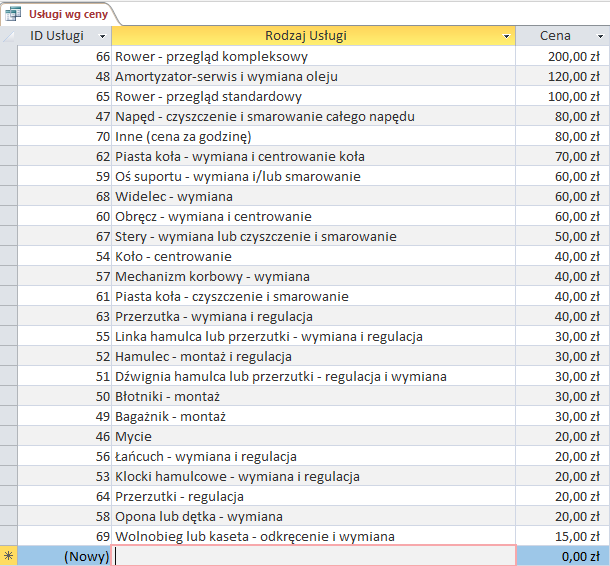 Usługi wg ceny
ID Usługi Rodzaj Usługi Cena
66 Rower - przegląd kompleksowy 200,00 zł
48 Amortyzator-serwis i wymiana oleju 120,00 zł
65 Rower - przegląd standardowy 100,00 zł
47 Napęd - czyszczenie i smarowanie całego napędu 80,00 zł
70 Inne (cena za godzinę) 80,00 zł
62 Piasta koła - wymiana i centrowanie koła 70,00 zł
59 Oś suportu - wymiana i/lub smarowanie 60,00 zł
68 Widelec - wymiana 60,00 zł
60 Obręcz - wymiana i centrowanie 60,00 zł
67 Stery - wymiana lub czyszczenie i smarowanie 50,00 zł
54 Koło - centrowanie 40,00 zł
57 Mechanizm korbowy - wymiana 40,00 zł
61 Piasta koła - czyszczenie i smarowanie 40,00 zł
63 Przerzutka - wymiana i regulacja 40,00 zł
55 Linka hamulca lub przerzutki - wymiana i regulacja 30,00 zł
52 Hamulec - montaż i regulacja 30,00 zł
51 Dźwignia hamulca lub przerzutki - regulacja i wymiana 30,00 zł
50 Błotniki - montaż 30,00 zł
49 Bagażnik - montaż 30,00 zł
46 Mycie 20,00 zł
56 Łańcuch - wymiana i regulacja 20,00 zł
53 Klocki hamulcowe - wymiana i regulacja 20,00 zł
64 Przerzutki - regulacja 20,00 zł
58 Opona lub dętka - wymiana 20,00 zł
69 Wolnobieg lub kaseta - odkręcenie i wymiana 15,00 zł
(Nowy) 0,00 zł